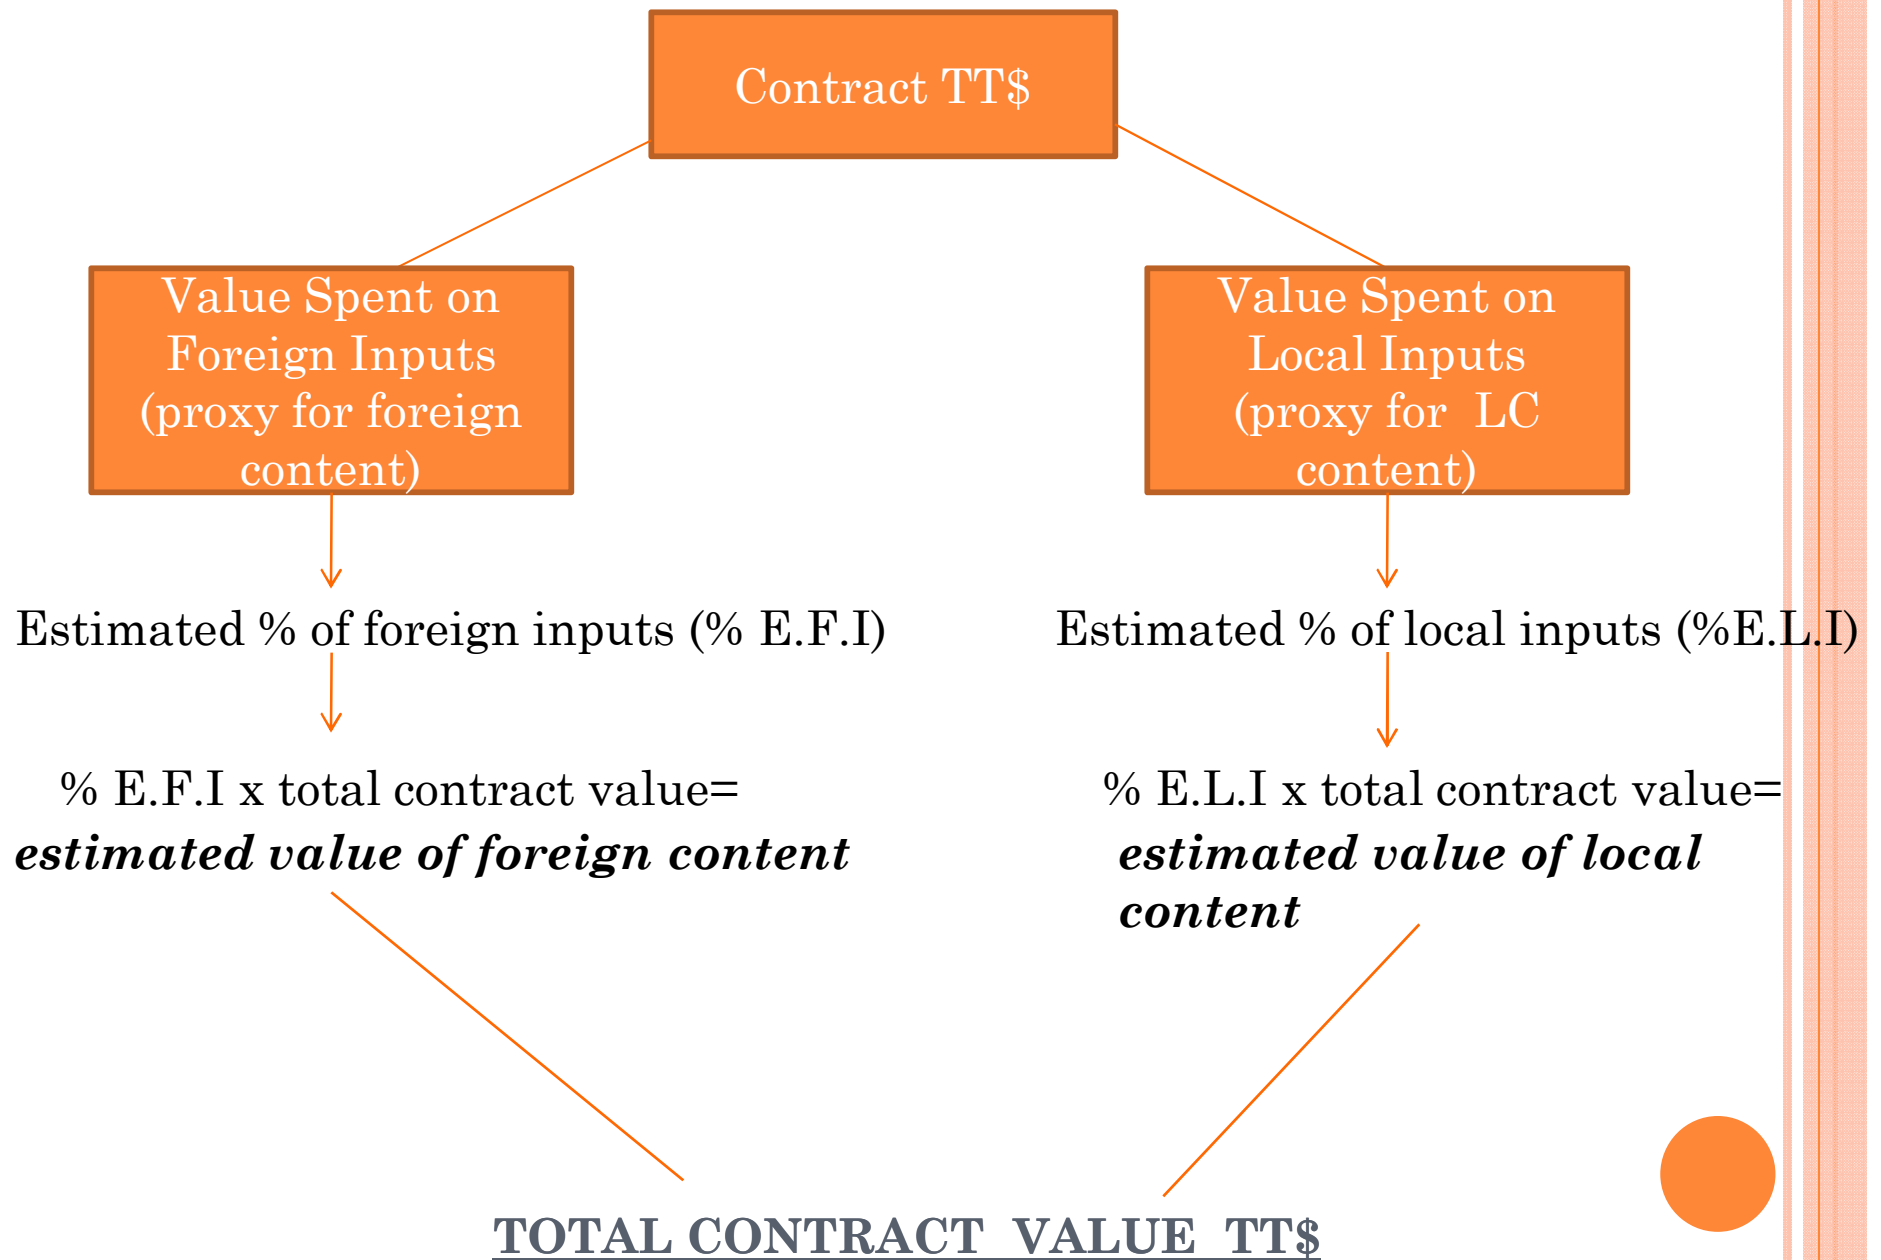 Contract TT$
Value Spent on
Foreign Inputs
(proxy for foreign
content)
Value Spent on
Local Inputs
(proxy for  LC
content)
Estimated % of foreign inputs (% E.F.I)
Estimated % of local inputs (%E.L.I)
% E.F.I x total contract value=
estimated value of foreign content
% E.L.I x total contract value=
estimated value of local
content
TOTAL CONTRACT  VALUE  TT$